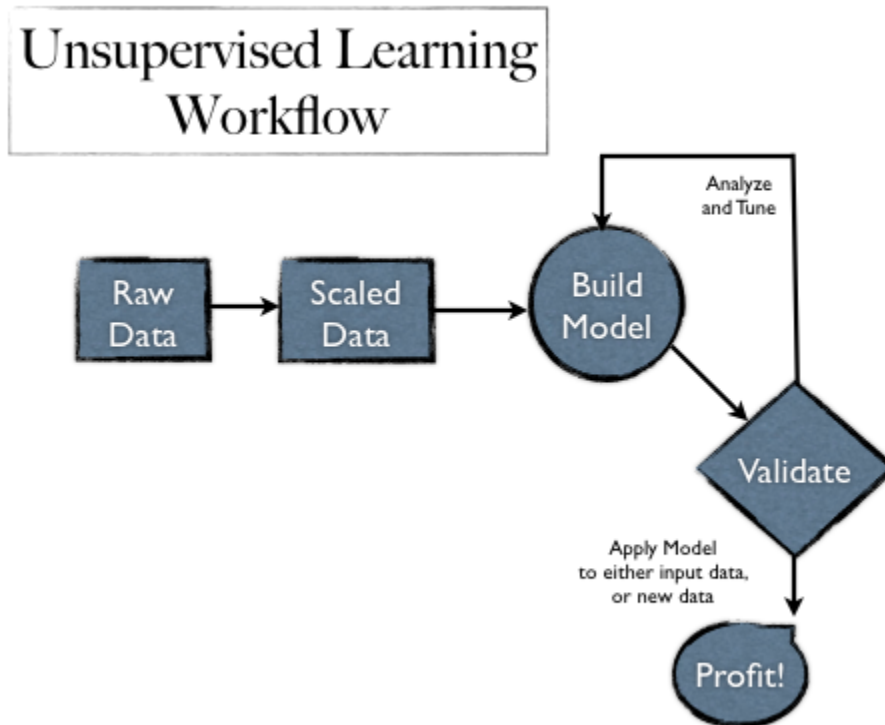 Unsupervised Learning
Workflow
Analyze
and Tune
Raw
Data
Scaled
Data
Build
Model
Validate
Apply Model
to either input data,
or new data
Profit!